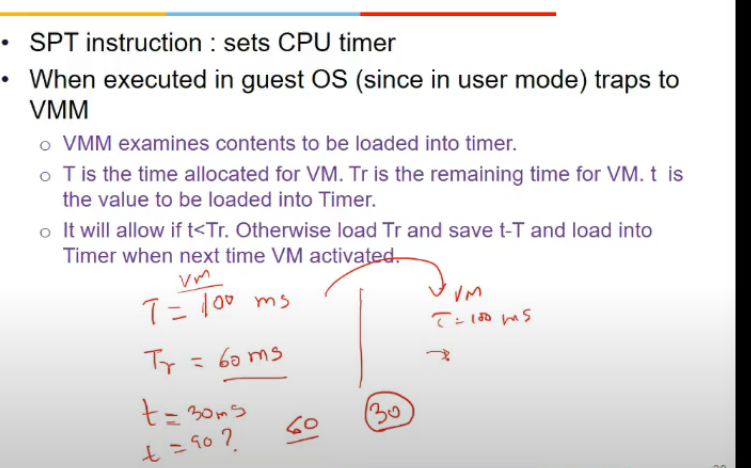 • SPT instruction : sets CPU timer
• When executed in guest OS (since in user mode) traps to
VMM
o VMM examines contents to be loaded into timer.
o T is the time allocated for VM. Tr is the remaining time for VM. t is
the value to be loaded into Timer.
o It will allow if t<Tr. Otherwise load Tr and save t-T and load into
Timer when next time VM activated.
VM
T = 100 ms
Tr = 60 ms
t = 30ms
t = 90?
60
30
VM
T = 100 ms